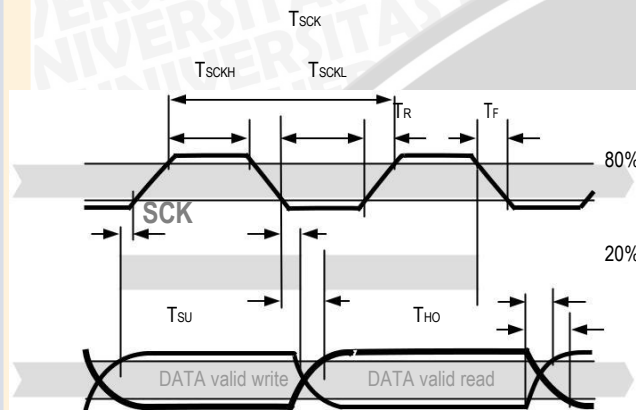 TSCK
TSCKH TSCKL
TR TF
80%
SCK
20%
TSU THO
DATA valid write DATA valid read